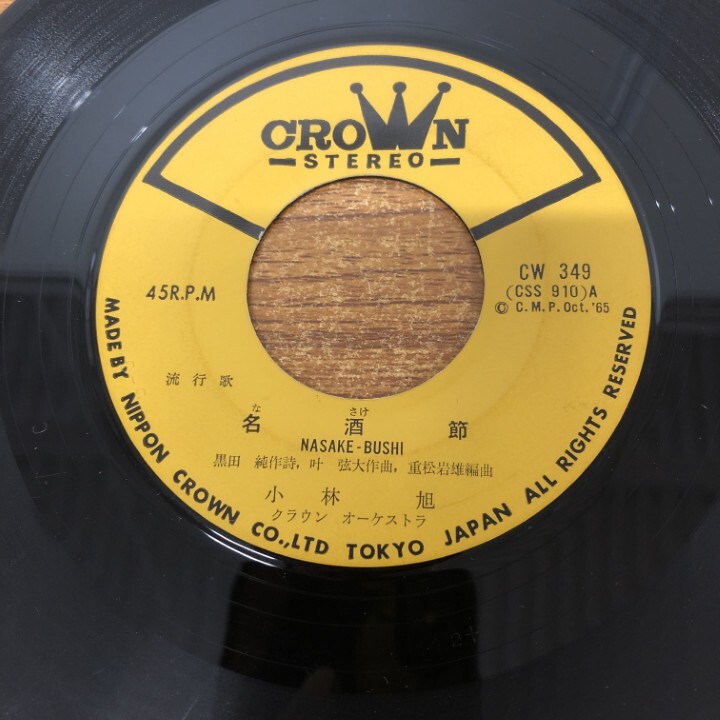 CROWN
STEREO
45R.P.M
CW 349
(CSS 910)A
© C.M.P. Oct.'65
流行歌
な さけ
名酒節
NASAKE-BUSHI
黒田 純作詩, 叶 弦大作曲, 重松岩雄編曲
小林 旭
クラウン オーケストラ
MADE BY NIPPON CROWN CO.,LTD TOKYO JAPAN ALL RIGHTS RESERVED